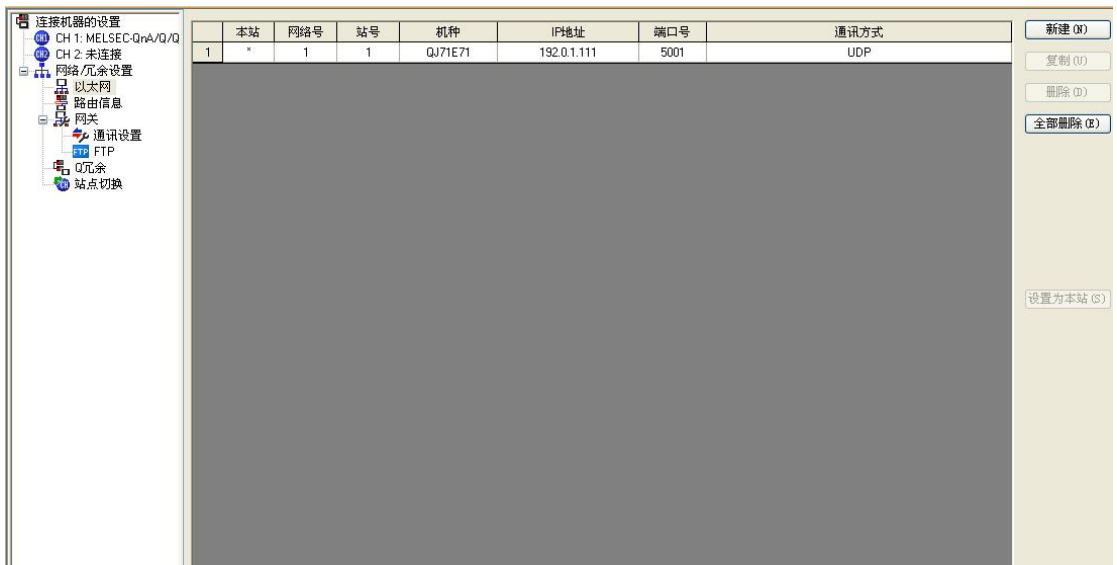 连接机器的设置
CH 1: MELSEC-QnA/Q/Q
CH 2: 未连接
网络/冗余设置
以太网
路由信息
网关
通讯设置
FTP FTP
Q冗余
站点切换
本站 网络号 站号 机种 IP地址 端口号 通讯方式
1 * 1 1 QJ71E71 192.0.1.111 5001 UDP
新建(N)
复制(U)
删除(D)
全部删除(E)
设置为本站(S)